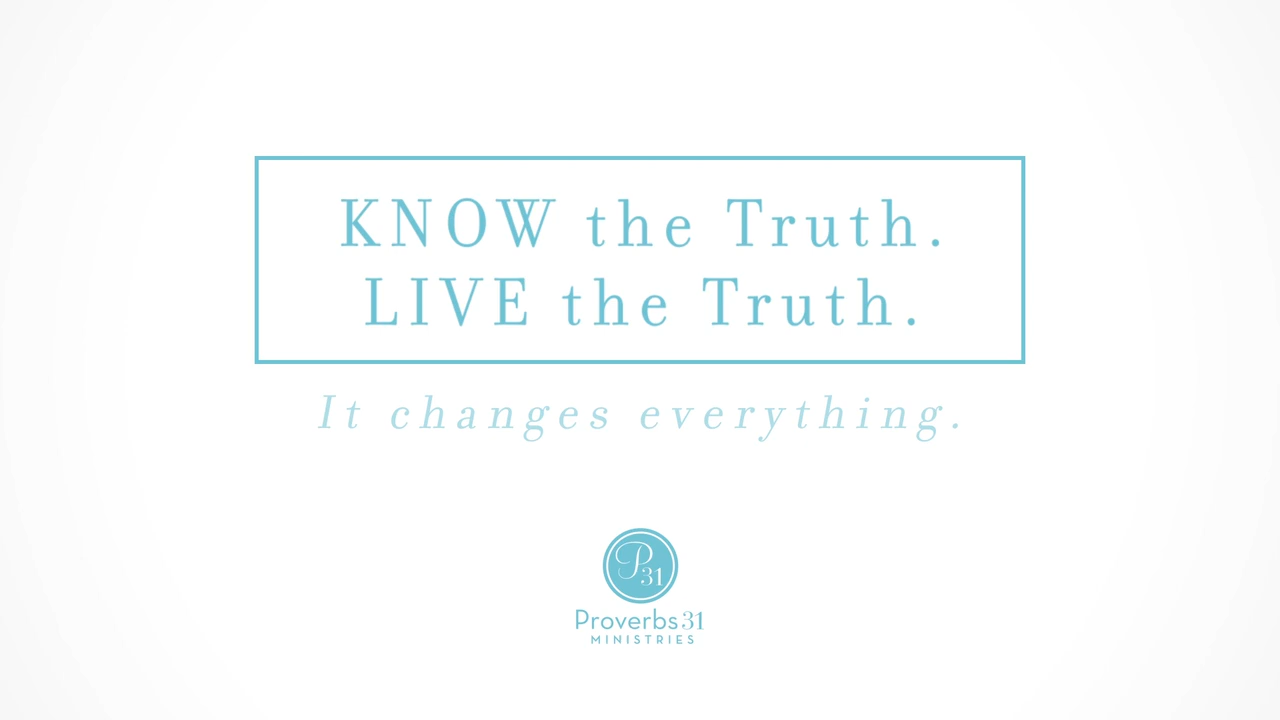 KNOW the Truth.
LIVE the Truth.
It changes everything.
P31
Proverbs 31
MINISTRIES